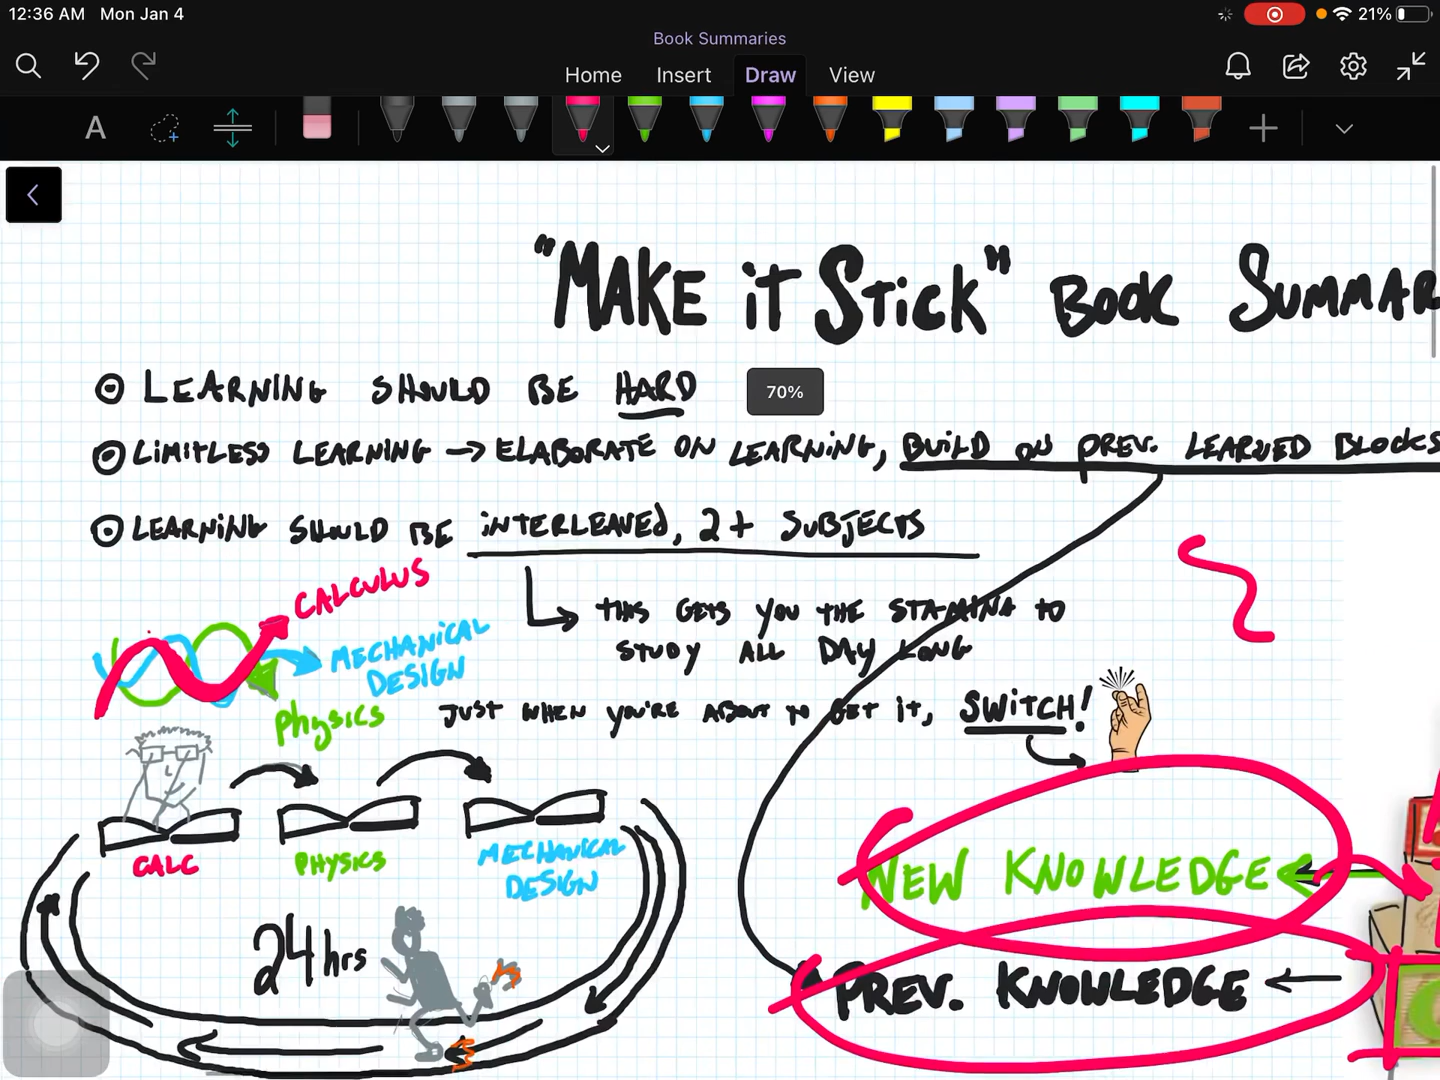 12:36 AM Mon Jan 4
21%
Book Summaries
Home Insert Draw View
A
"MAKE iT STicK" BOOK SUMMAR
LEARNING SHOULD BE HARD
70%
LiMiTLESS LEARNING → ELABORATE ON LEARNiNG, BUiLD ON PREV. LEARNED BLOCKS
LEARNiNG SHOULD BE iNTERLEAVED, 2+ SUBJECTS
CALCULUS
THIS GETS YOU THE STAMINA TO
STUDY ALL DAY LONG
MECHANiCAL
DESIGN
PhYsics
JUST WHEN YOU'RE ABOUT TO GET iT, SWiTCH!
CALC
PHYSICS
MECHANICAL
DESIGN
NEW KNOWLEDGE
24hrs
PREV. KNOWLEDGE